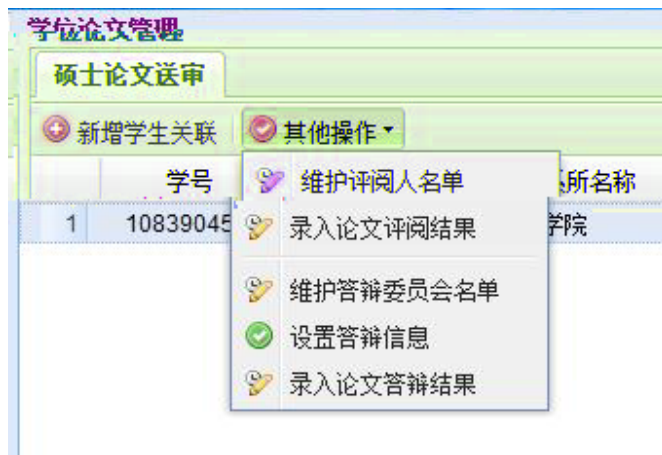 学位论文管理
硕士论文送审
新增学生关联 其他操作
学号 所名称
1 10839045 学院
维护评阅人名单
录入论文评阅结果
维护答辩委员会名单
设置答辩信息
录入论文答辩结果